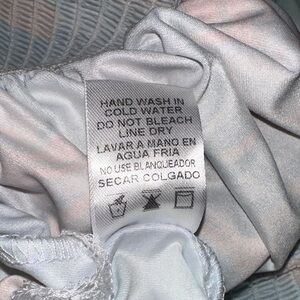 HAND WASH IN
COLD WATER
DO NOT BLEACH
LINE DRY
LAVAR A MANO EN
AGUA FRIA
NO USE BLANQUEADOR
SECAR COLGADO